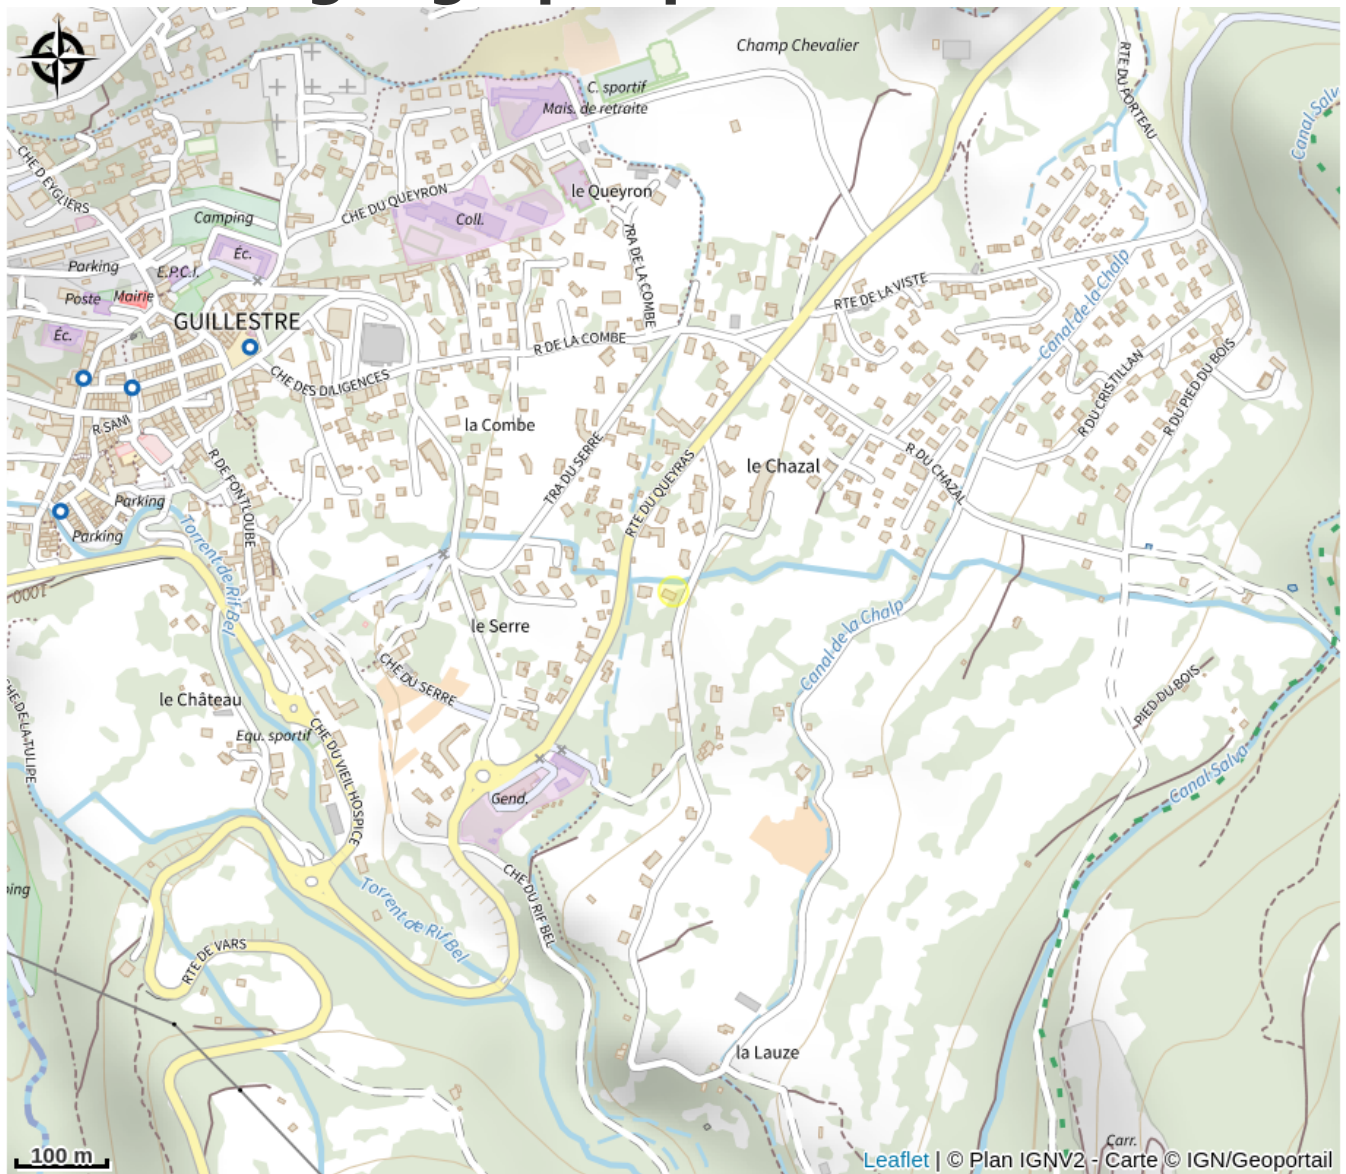 Champ Chevalier
C. sportif
Mais. de retraite
RTE DU PORTEAU
Canal Salv
CHE D EYGLIERS
CHE DU QUEYRON
le Queyron
Camping
Coll.
TRA DE LA COMBE
Éc.
Parking
E.P.C.I.
Poste
Mairie
GUILLESTRE
Éc.
RTE DE LA VISTE
Canal de la Chalp
R DE LA COMBE
CHE DES DILIGENCES
R DU CRISTILLAN
R DU PIED DU BOIS
R SANI
la Combe
le Chazal
R DU CHAZAL
TRA DU SERRE
RTE DU QUEYRAS
R DE FONTLOUBE
Parking
Parking
Torrent de Rif Bel
1000
le Serre
Canal de la Chalp
CHE DU SERRE
le Château
Equ. sportif
CHE DU VIEIL HOSPICE
PIED DU BOIS
Canal Salva
CHE DE LA TULIPE
Gend.
CHE DU RIF BEL
Torrent de Rif Bel
RTE DE VARS
la Lauze
Carr.
100 m
Leaflet | © Plan IGNV2 - Carte © IGN/Geoportail